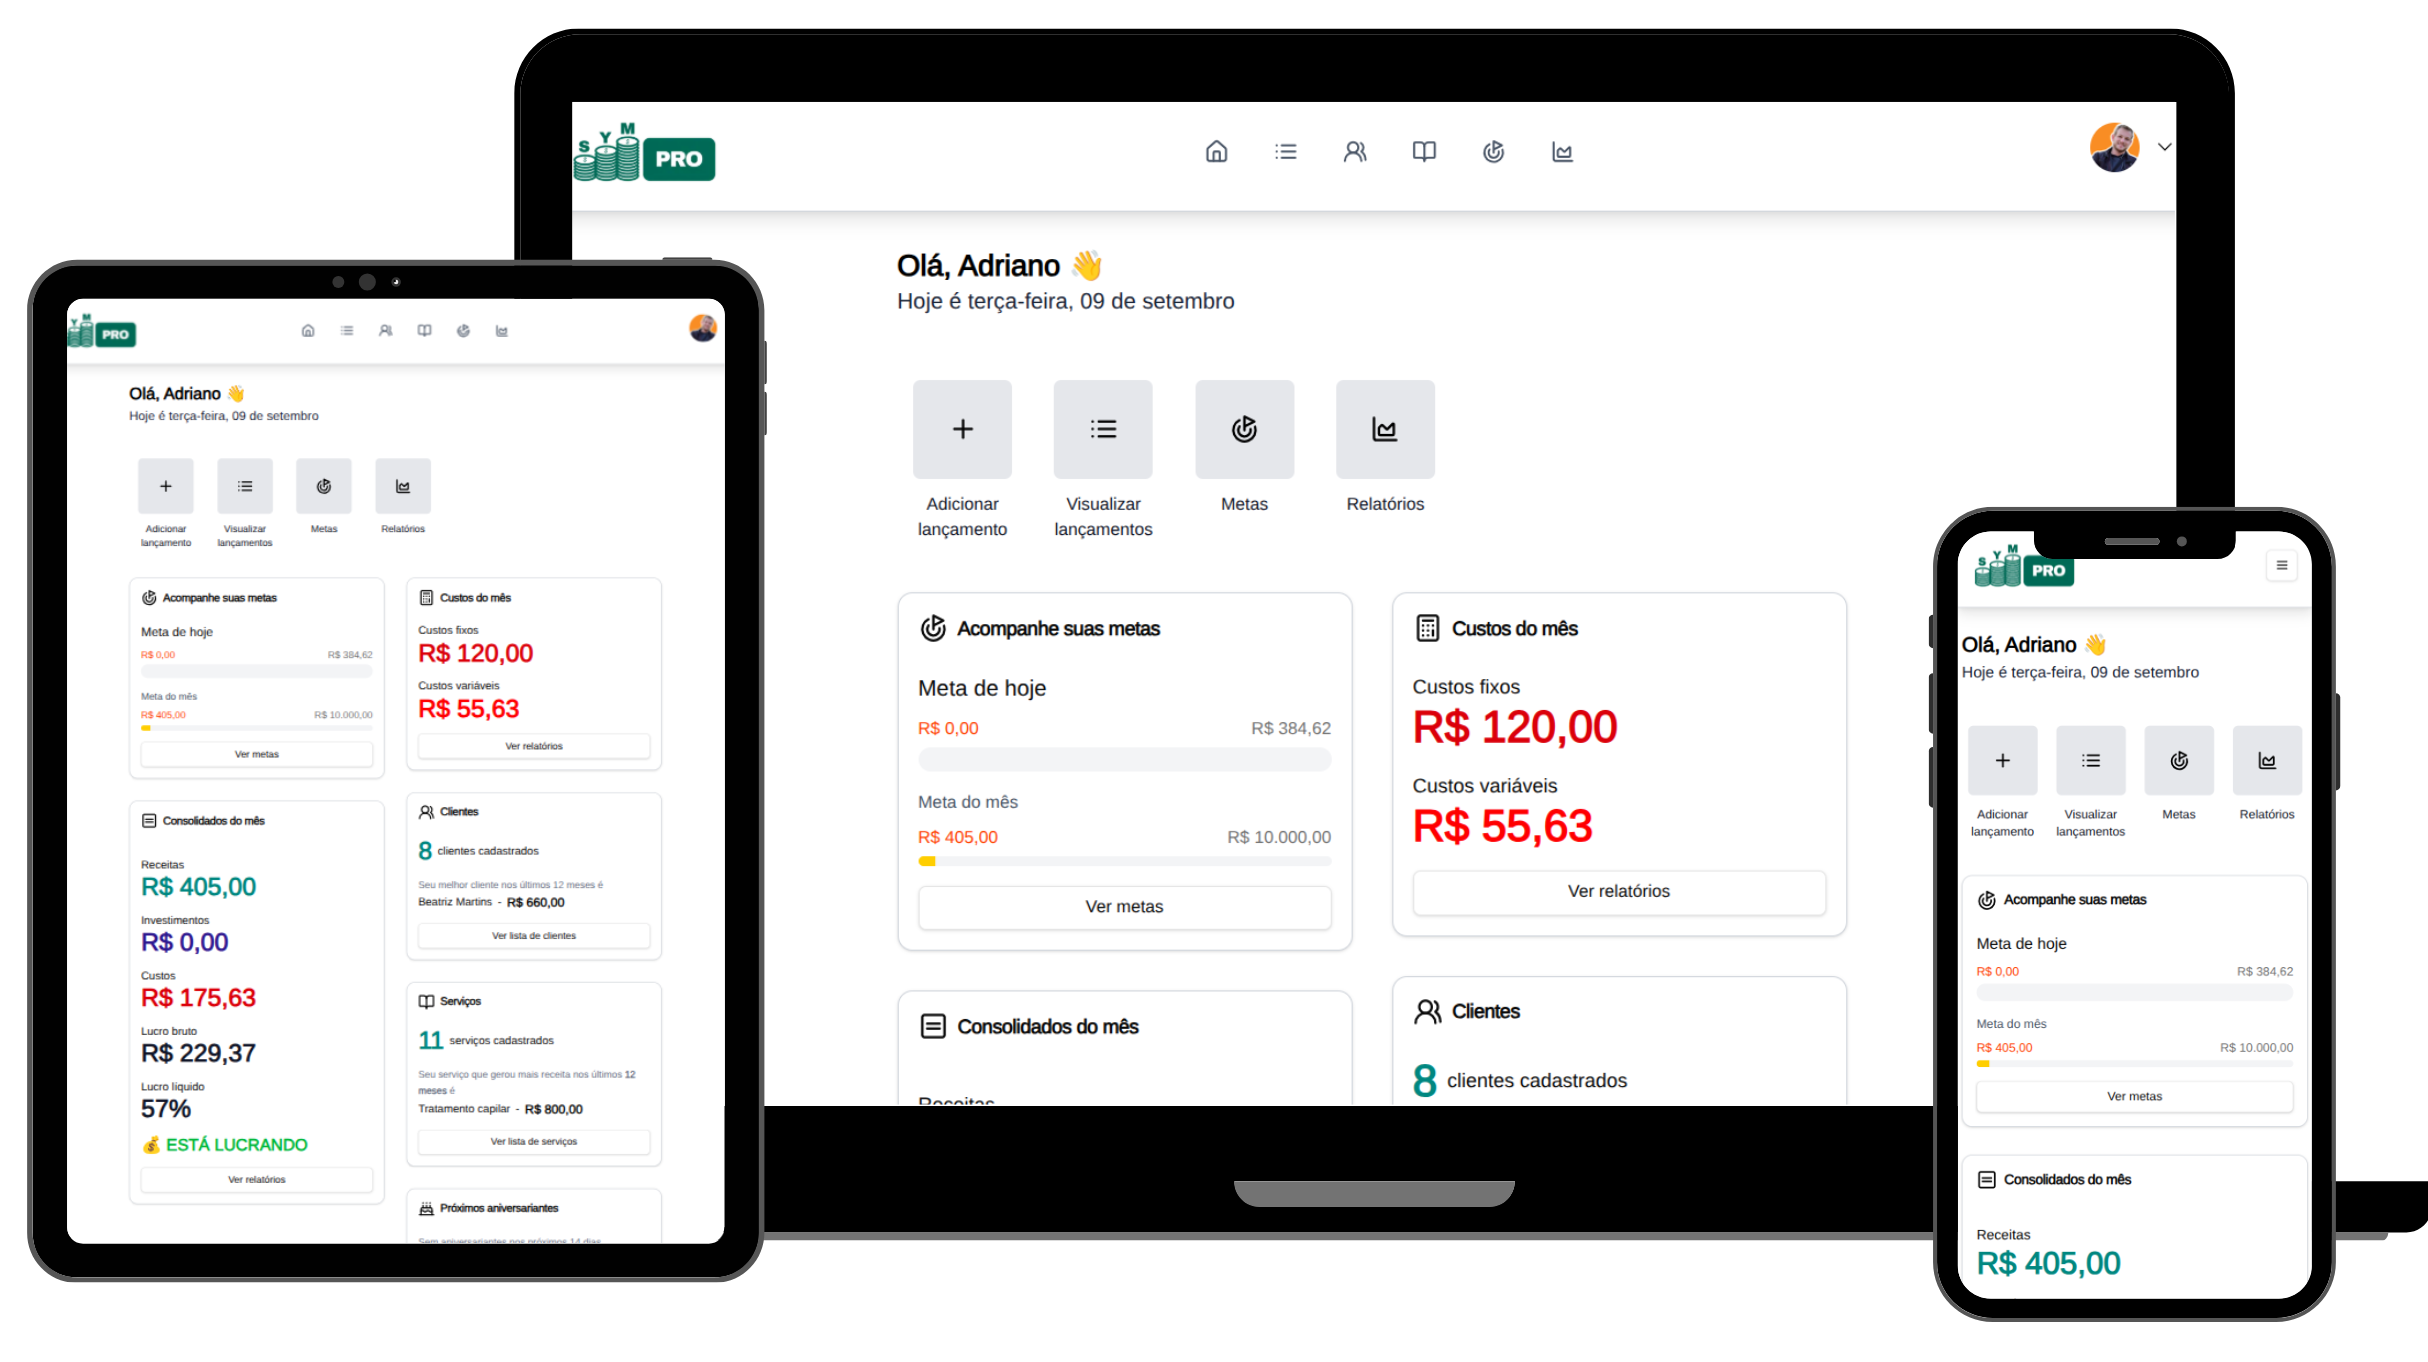 S Y M
PRO
Olá, Adriano 👋
Hoje é terça-feira, 09 de setembro
Adicionar
lançamento
Visualizar
lançamentos
Metas
Relatórios
Acompanhe suas metas
Meta de hoje
R$ 0,00 R$ 384,62
Meta do mês
R$ 405,00 R$ 10.000,00
Ver metas
Custos do mês
Custos fixos
R$ 120,00
Custos variáveis
R$ 55,63
Ver relatórios
Consolidados do mês
Receitas
Clientes
8 clientes cadastrados
Y M
PRO
Olá, Adriano 👋
Hoje é terça-feira, 09 de setembro
Adicionar
lançamento
Visualizar
lançamentos
Metas
Relatórios
Acompanhe suas metas
Meta de hoje
R$ 0,00 R$ 384,62
Meta do mês
R$ 405,00 R$ 10.000,00
Ver metas
Consolidados do mês
Receitas
R$ 405,00
Investimentos
R$ 0,00
Custos
R$ 175,63
Lucro bruto
R$ 229,37
Lucro líquido
57%
💰 ESTÁ LUCRANDO
Ver relatórios
Custos do mês
Custos fixos
R$ 120,00
Custos variáveis
R$ 55,63
Ver relatórios
Clientes
8 clientes cadastrados
Seu melhor cliente nos últimos 12 meses é
Beatriz Martins - R$ 660,00
Ver lista de clientes
Serviços
11 serviços cadastrados
Seu serviço que gerou mais receita nos últimos 12
meses é
Tratamento capilar - R$ 800,00
Ver lista de serviços
Próximos aniversariantes
Sem aniversariantes nos próximos 14 dias
S Y M
PRO
Olá, Adriano 👋
Hoje é terça-feira, 09 de setembro
Adicionar
lançamento
Visualizar
lançamentos
Metas
Relatórios
Acompanhe suas metas
Meta de hoje
R$ 0,00 R$ 384,62
Meta do mês
R$ 405,00 R$ 10.000,00
Ver metas
Consolidados do mês
Receitas
R$ 405,00